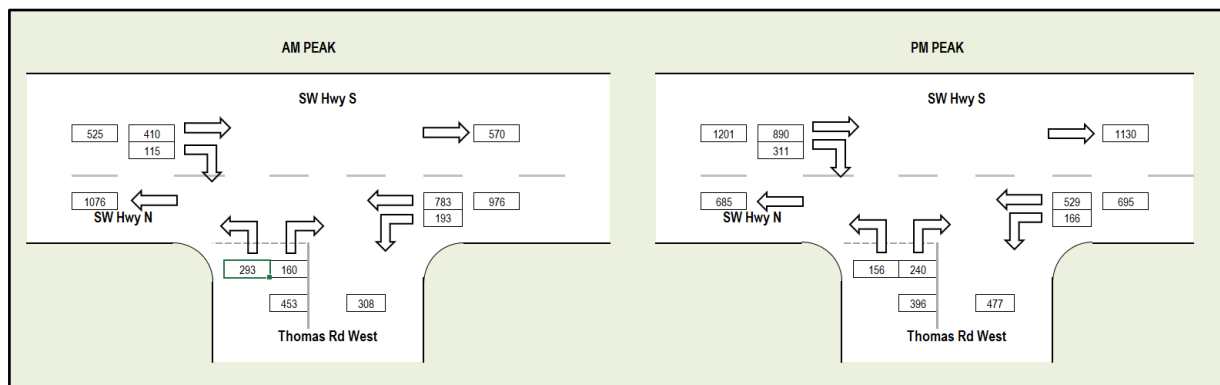 AM PEAK
SW Hwy S
525 410 570
115
1076 783 976
SW Hwy N 193
293 160
453 308
Thomas Rd West
PM PEAK
SW Hwy S
1201 890 1130
311
685 529 695
SW Hwy N 166
156 240
396 477
Thomas Rd West